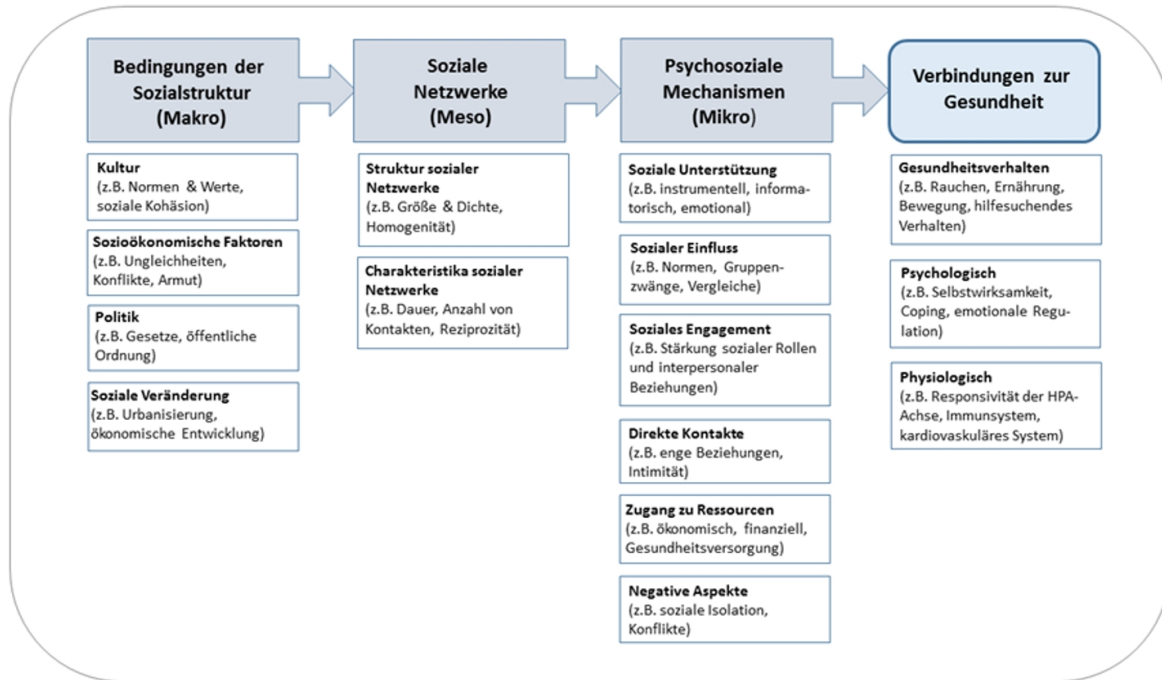 Bedingungen der
Sozialstruktur
(Makro)
Kultur
(z.B. Normen & Werte,
soziale Kohäsion)
Sozioökonomische Faktoren
(z.B. Ungleichheiten,
Konflikte, Armut)
Politik
(z.B. Gesetze, öffentliche
Ordnung)
Soziale Veränderung
(z.B. Urbanisierung,
ökonomische Entwicklung)
Soziale
Netzwerke
(Meso)
Struktur sozialer
Netzwerke
(z.B. Größe & Dichte,
Homogenität)
Charakteristika sozialer
Netzwerke
(z.B. Dauer, Anzahl von
Kontakten, Reziprozität)
Psychosoziale
Mechanismen
(Mikro)
Soziale Unterstützung
(z.B. instrumentell, informa-
torisch, emotional)
Sozialer Einfluss
(z.B. Normen, Gruppen-
zwänge, Vergleiche)
Soziales Engagement
(z.B. Stärkung sozialer Rollen
und interpersonaler
Beziehungen)
Direkte Kontakte
(z.B. enge Beziehungen,
Intimität)
Zugang zu Ressourcen
(z.B. ökonomisch, finanziell,
Gesundheitsversorgung)
Negative Aspekte
(z.B. soziale Isolation,
Konflikte)
Verbindungen zur
Gesundheit
Gesundheitsverhalten
(z.B. Rauchen, Ernährung,
Bewegung, hilfesuchendes
Verhalten)
Psychologisch
(z.B. Selbstwirksamkeit,
Coping, emotionale Regu-
lation)
Physiologisch
(z.B. Responsivität der HPA-
Achse, Immunsystem,
kardiovaskuläres System)